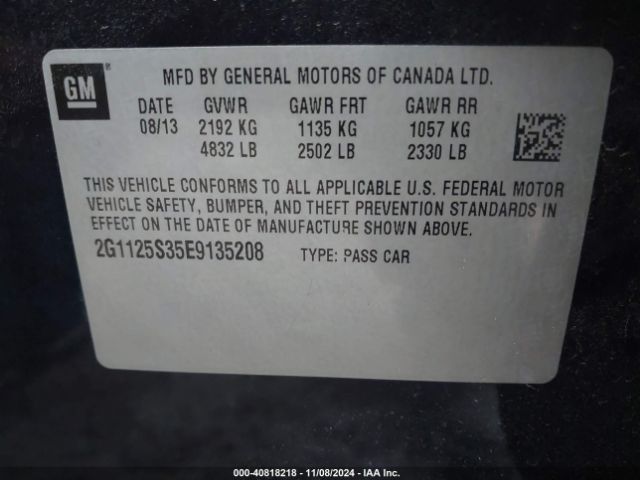 GM ®
MFD BY GENERAL MOTORS OF CANADA LTD.
DATE GVWR GAWR FRT GAWR RR
08/13 2192 KG 1135 KG 1057 KG
4832 LB 2502 LB 2330 LB
THIS VEHICLE CONFORMS TO ALL APPLICABLE U.S. FEDERAL MOTOR
VEHICLE SAFETY, BUMPER, AND THEFT PREVENTION STANDARDS IN
EFFECT ON THE DATE OF MANUFACTURE SHOWN ABOVE.
2G1125S35E9135208 TYPE: PASS CAR
000-40818218 - 11/08/2024 - IAA Inc.